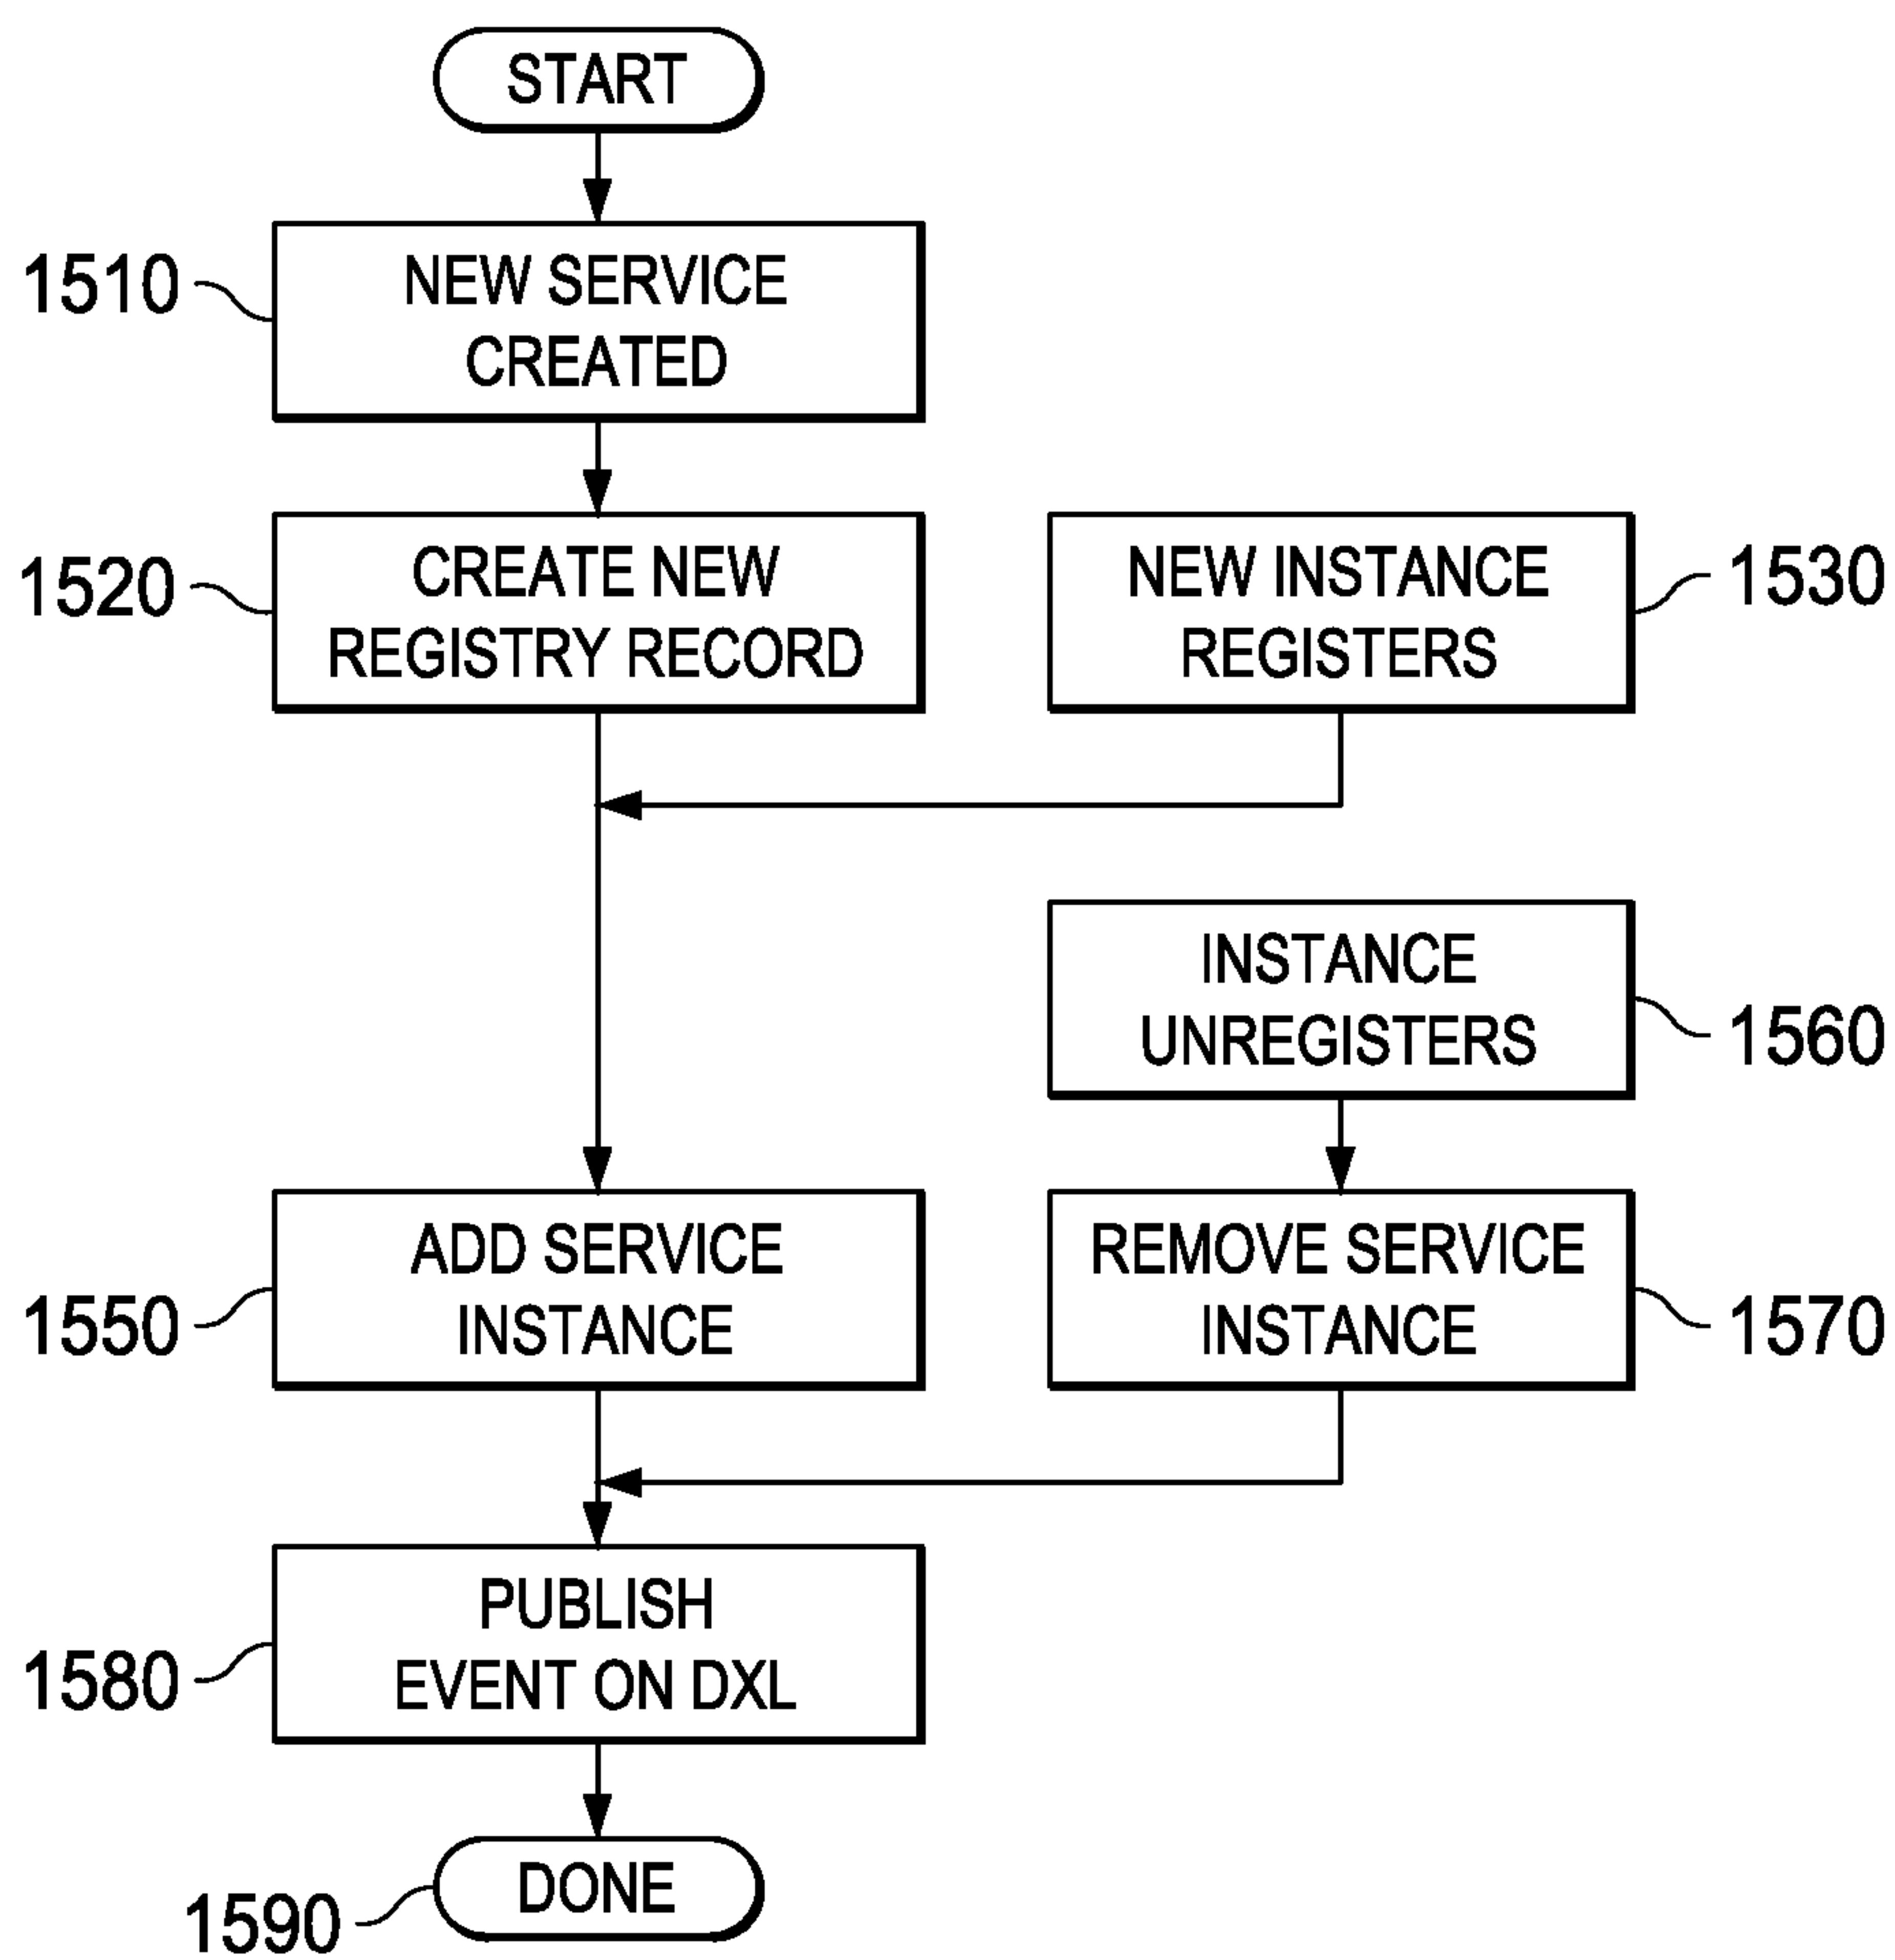 START
1510
NEW SERVICE
CREATED
1520
CREATE NEW
REGISTRY RECORD
NEW INSTANCE
REGISTERS
1530
INSTANCE
UNREGISTERS
1560
1550
ADD SERVICE
INSTANCE
REMOVE SERVICE
INSTANCE
1570
1580
PUBLISH
EVENT ON DXL
DONE
1590